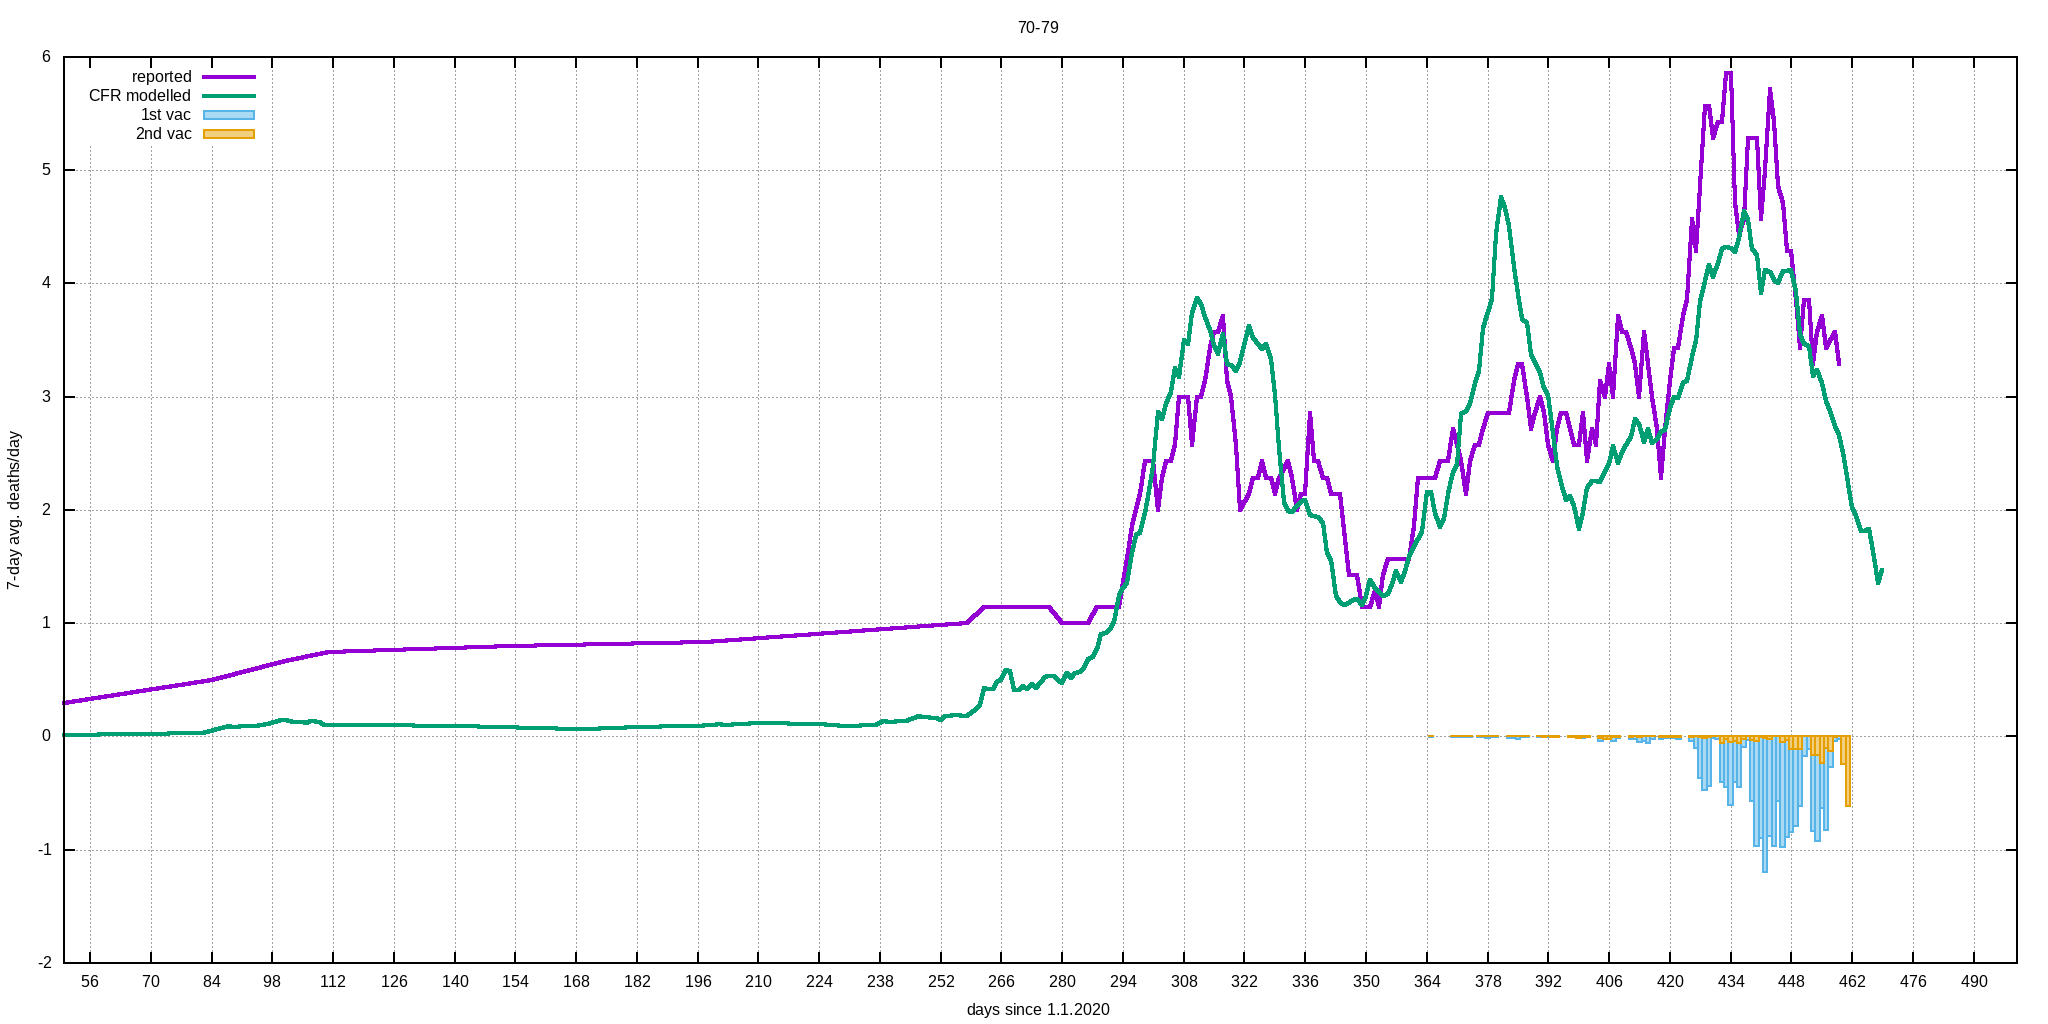 70-79
reported
CFR modelled
1st vac
2nd vac
7-day avg. deaths/day
6
5
4
3
2
1
0
-1
-2
56 70 84 98 112 126 140 154 168 182 196 210 224 238 252 266 280 294 308 322 336 350 364 378 392 406 420 434 448 462 476 490
days since 1.1.2020